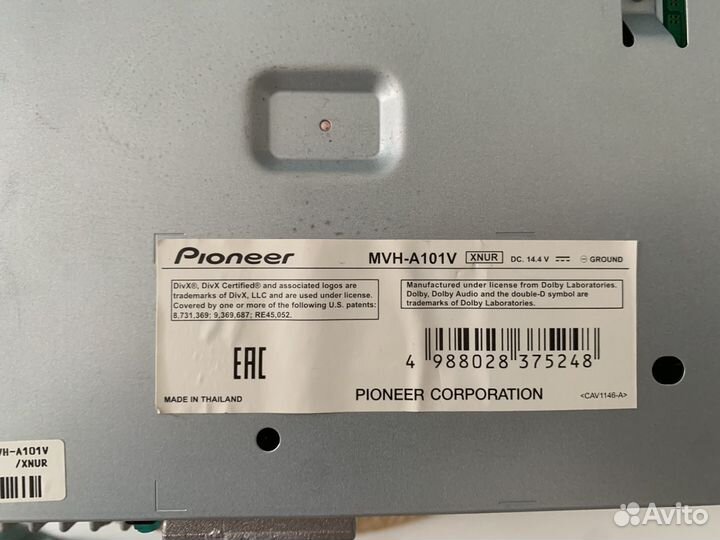 Pioneer
MVH-A101V XNUR DC. 14.4 V ⎓ ⊖ GROUND
DivX®, DivX Certified® and associated logos are
trademarks of DivX, LLC and are used under license.
Covered by one or more of the following U.S. patents:
8,731,369; 9,369,687; RE45,052.
Manufactured under license from Dolby Laboratories.
Dolby, Dolby Audio and the double-D symbol are
trademarks of Dolby Laboratories.
EAC
4 988028 375248
MADE IN THAILAND
PIONEER CORPORATION
<CAV1146-A>
VH-A101V
/XNUR
Avito